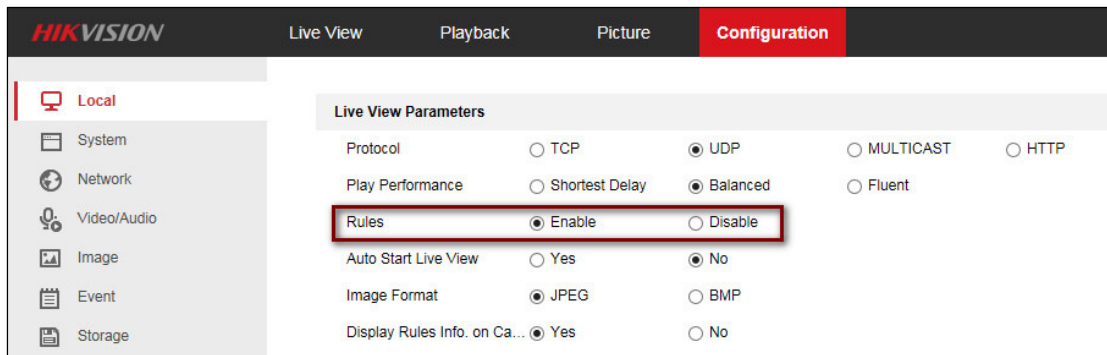 HIKVISION Live View Playback Picture Configuration
Local
System
Network
Video/Audio
Image
Event
Storage
Live View Parameters
Protocol TCP UDP MULTICAST HTTP
Play Performance Shortest Delay Balanced Fluent
Rules Enable Disable
Auto Start Live View Yes No
Image Format JPEG BMP
Display Rules Info. on Ca... Yes No